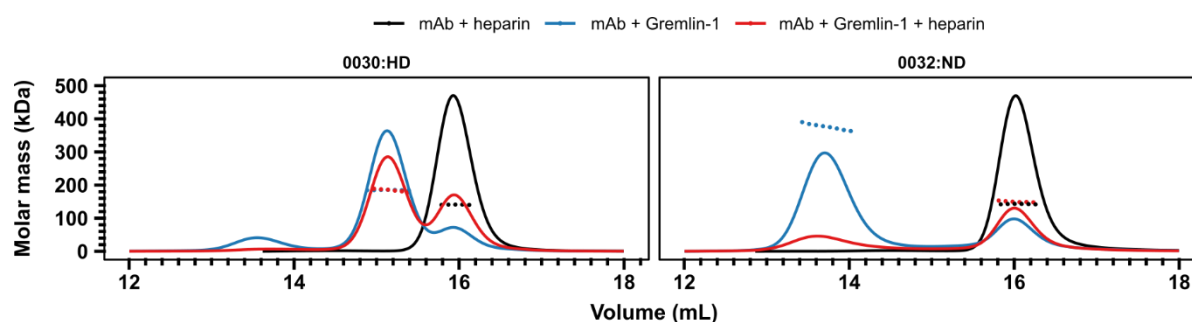 mAb + heparin mAb + Gremlin-1 mAb + Gremlin-1 + heparin
0030:HD 0032:ND
Molar mass (kDa)
500
400
300
200
100
0
12 14 16 18 12 14 16 18
Volume (mL)